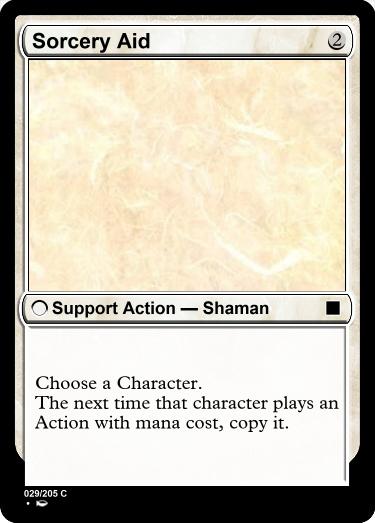 Sorcery Aid 2
Support Action — Shaman
Choose a Character.
The next time that character plays an
Action with mana cost, copy it.
029/205 C